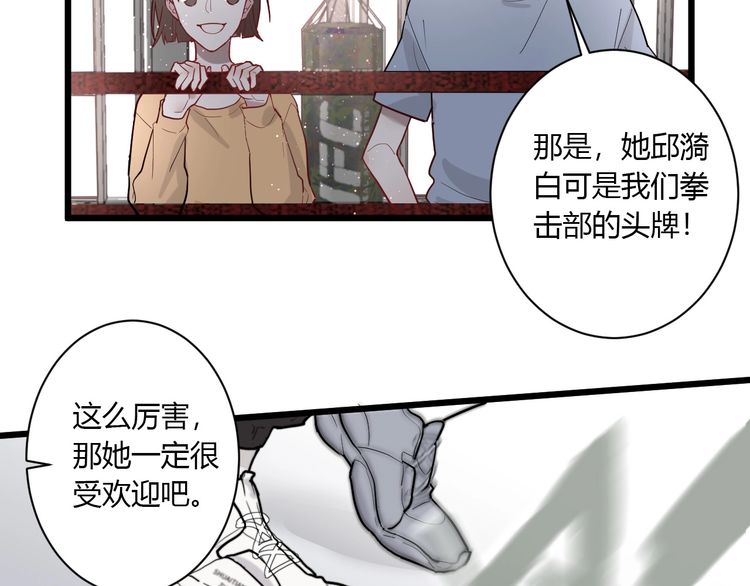 那是，她邱漪
白可是我们拳
击部的头牌！
这么厉害，
那她一定很
受欢迎吧。